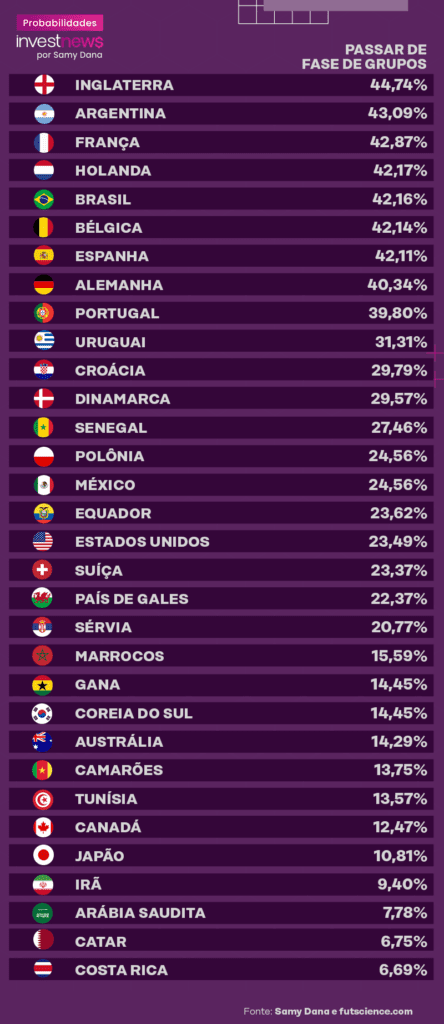 Probabilidades
investnews
por Samy Dana
PASSAR DE
FASE DE GRUPOS
INGLATERRA 44,74%
ARGENTINA 43,09%
FRANÇA 42,87%
HOLANDA 42,17%
BRASIL 42,16%
BÉLGICA 42,14%
ESPANHA 42,11%
ALEMANHA 40,34%
PORTUGAL 39,80%
URUGUAI 31,31%
CROÁCIA 29,79%
DINAMARCA 29,57%
SENEGAL 27,46%
POLÔNIA 24,56%
MÉXICO 24,56%
EQUADOR 23,62%
ESTADOS UNIDOS 23,49%
SUÍÇA 23,37%
PAÍS DE GALES 22,37%
SÉRVIA 20,77%
MARROCOS 15,59%
GANA 14,45%
COREIA DO SUL 14,45%
AUSTRÁLIA 14,29%
CAMARÕES 13,75%
TUNÍSIA 13,57%
CANADÁ 12,47%
JAPÃO 10,81%
IRÃ 9,40%
ARÁBIA SAUDITA 7,78%
CATAR 6,75%
COSTA RICA 6,69%
Fonte: Samy Dana e futscience.com